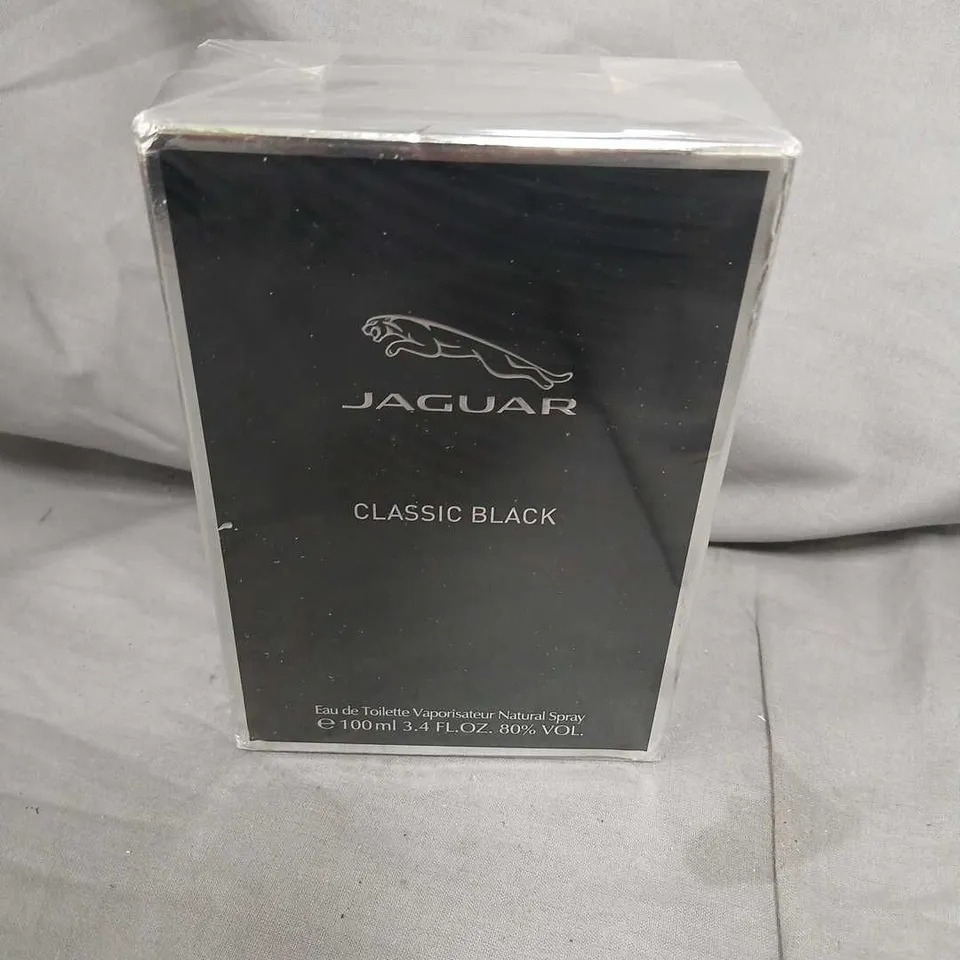 JAGUAR
CLASSIC BLACK
Eau de Toilette Vaporisateur Natural Spray
℮ 100 ml 3.4 FL.OZ. 80% VOL.